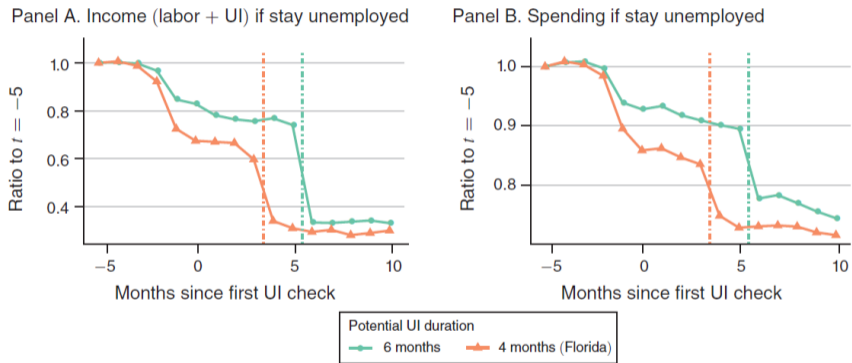 Panel A. Income (labor + UI) if stay unemployed
Ratio to t = −5
1.0
0.8
0.6
0.4
−5 0 5 10
Months since first UI check
Panel B. Spending if stay unemployed
Ratio to t = −5
1.0
0.9
0.8
−5 0 5 10
Months since first UI check
Potential UI duration
6 months 4 months (Florida)